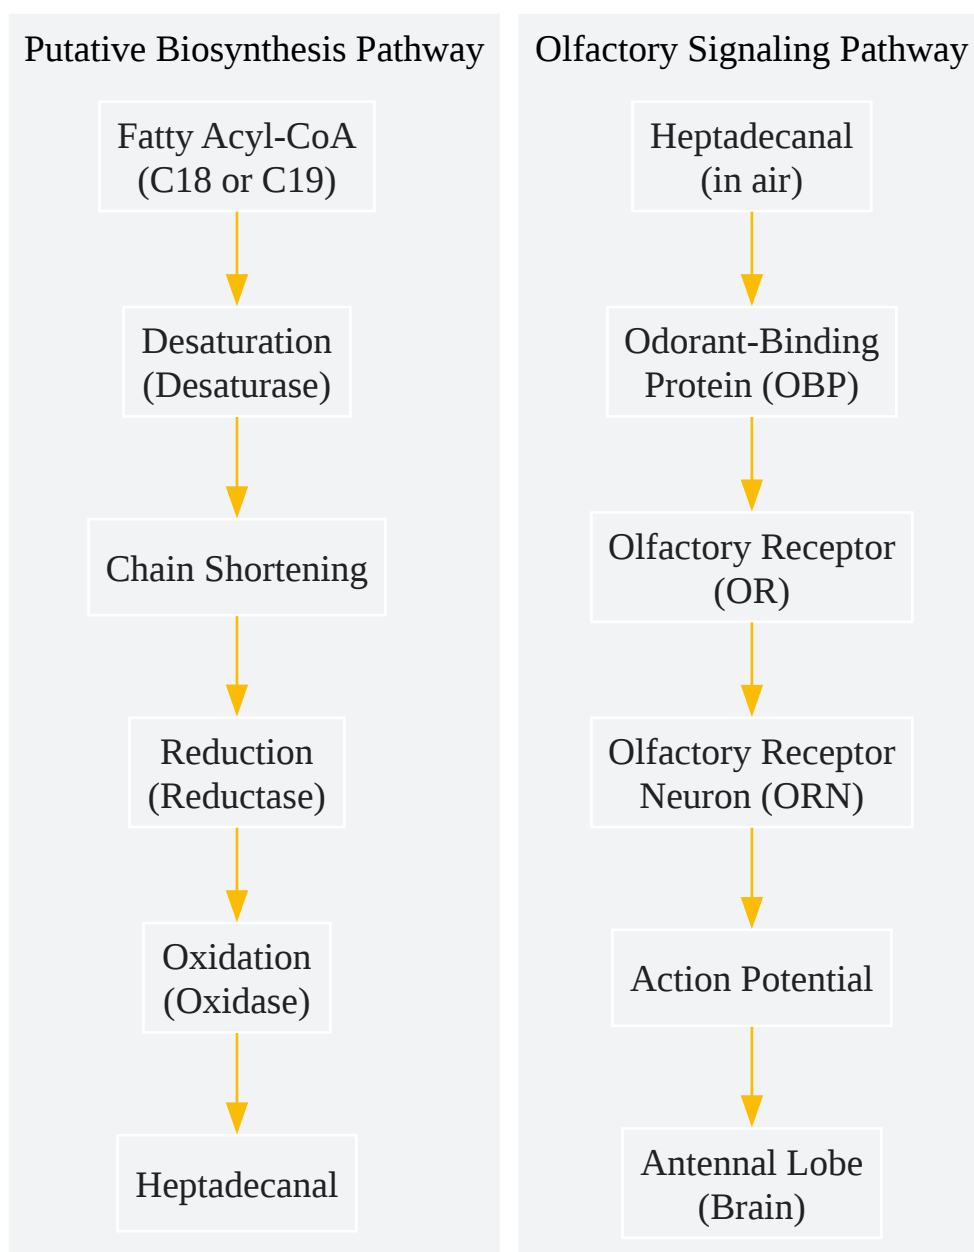 Putative Biosynthesis Pathway
Fatty Acyl-CoA
(C18 or C19)
Desaturation
(Desaturase)
Chain Shortening
Reduction
(Reductase)
Oxidation
(Oxidase)
Heptadecanal
Olfactory Signaling Pathway
Heptadecanal
(in air)
Odorant-Binding
Protein (OBP)
Olfactory Receptor
(OR)
Olfactory Receptor
Neuron (ORN)
Action Potential
Antennal Lobe
(Brain)